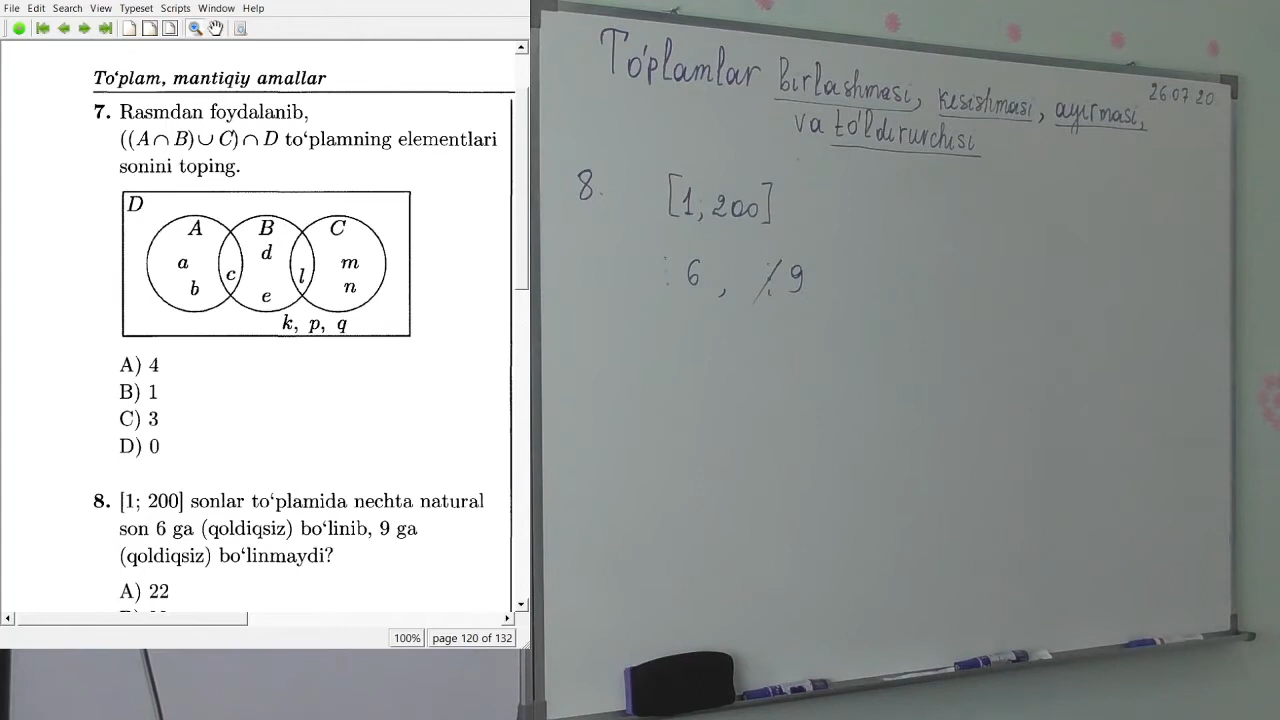 File Edit Search View Typeset Scripts Window Help
To‘plam, mantiqiy amallar
7. Rasmdan foydalanib,
((A ∩ B) ∪ C) ∩ D to‘plamning elementlari
sonini toping.
D
A B C
a c d l m
b e n
k, p, q
A) 4
B) 1
C) 3
D) 0
8. [1; 200] sonlar to‘plamida nechta natural
son 6 ga (qoldiqsiz) bo‘linib, 9 ga
(qoldiqsiz) bo‘linmaydi?
A) 22
100% page 120 of 132
To'plamlar birlashmasi, kesishmasi, ayirmasi,
va to'ldiruvchisi
26.07.20
8. [1; 200]
⋮ 6, ⋮̸ 9